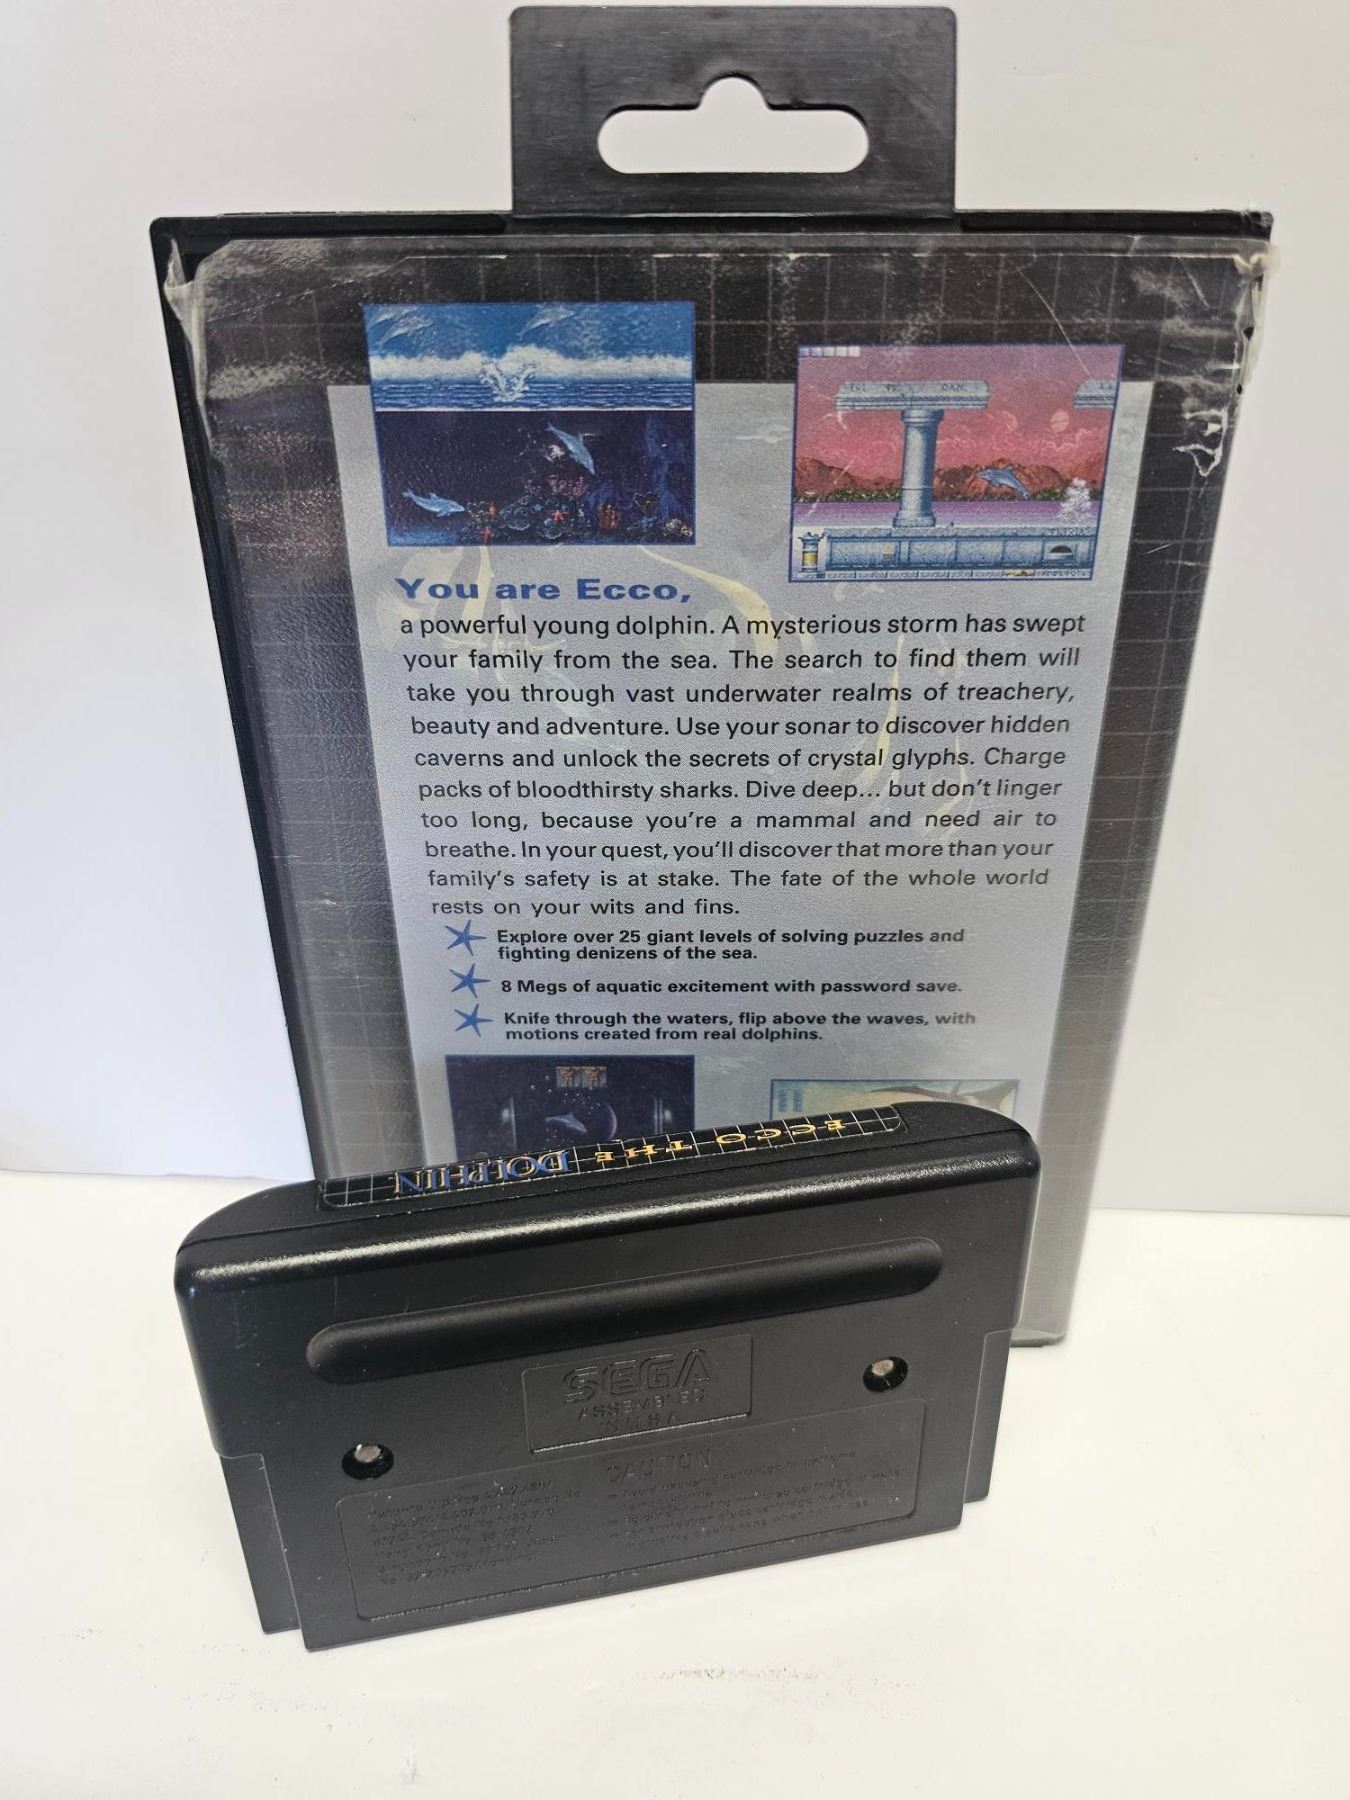 You are Ecco,
a powerful young dolphin. A mysterious storm has swept
your family from the sea. The search to find them will
take you through vast underwater realms of treachery,
beauty and adventure. Use your sonar to discover hidden
caverns and unlock the secrets of crystal glyphs. Charge
packs of bloodthirsty sharks. Dive deep... but don't linger
too long, because you're a mammal and need air to
breathe. In your quest, you'll discover that more than your
family's safety is at stake. The fate of the whole world
rests on your wits and fins.
Explore over 25 giant levels of solving puzzles and
fighting denizens of the sea.
8 Megs of aquatic excitement with password save.
Knife through the waters, flip above the waves, with
motions created from real dolphins.
ECCO THE DOLPHIN
SEGA
ASSEMBLED
IN U.S.A.
CAUTION